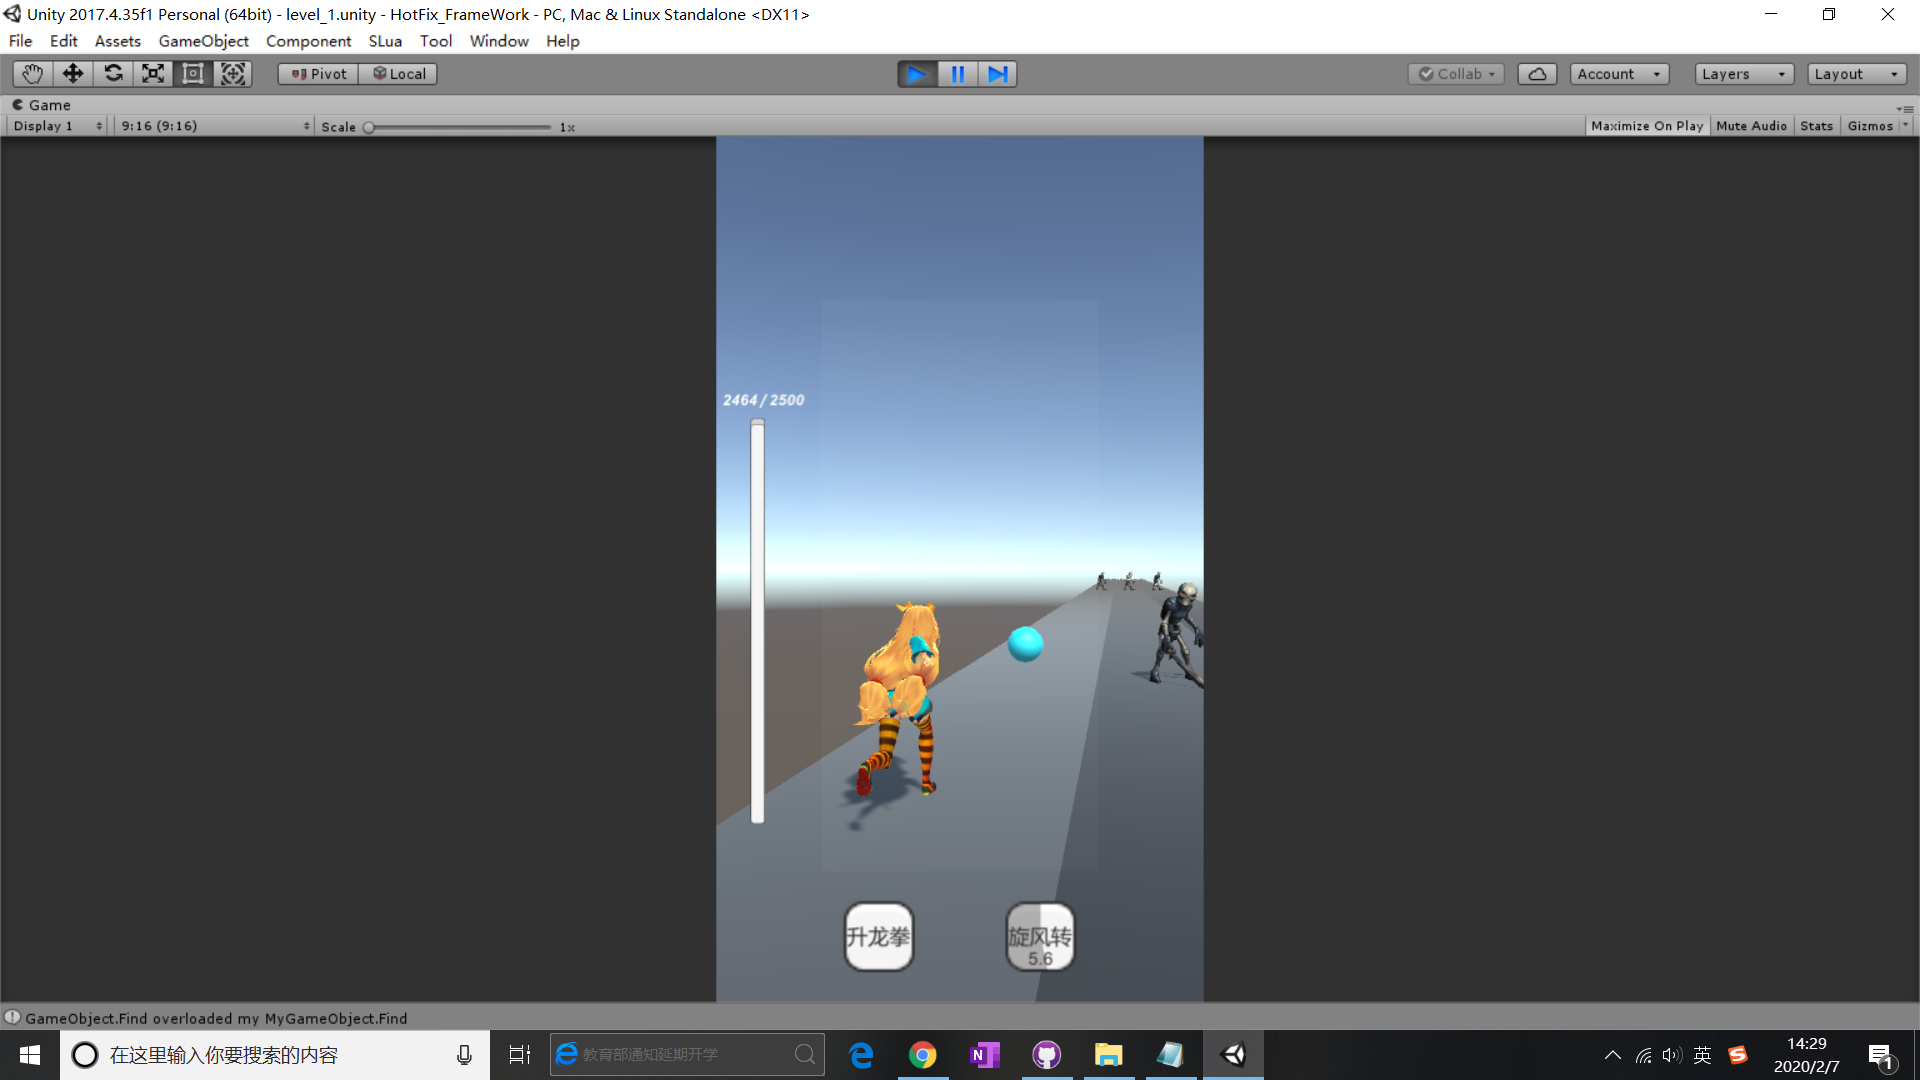 Unity 2017.4.35f1 Personal (64bit) - level_1.unity - HotFix_FrameWork - PC, Mac & Linux Standalone <DX11>
File Edit Assets GameObject Component SLua Tool Window Help
Pivot Local Collab Account Layers Layout
Game
Display 1 9:16 (9:16) Scale 1x Maximize On Play Mute Audio Stats Gizmos
2464 / 2500
升龙拳 旋风转
5.6
GameObject.Find overloaded my MyGameObject.Find
在这里输入你要搜索的内容 教育部通知延期开学 英
14:29
2020/2/7
1